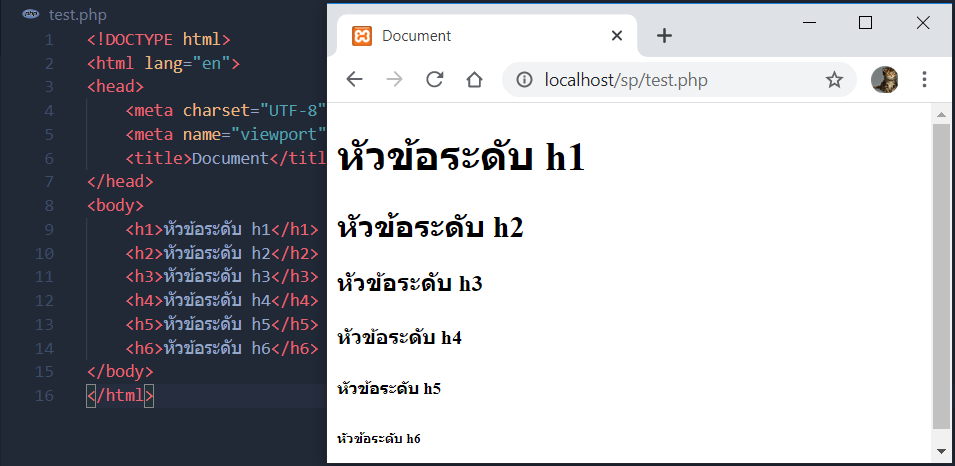 test.php
1 <!DOCTYPE html>
2 <html lang="en">
3 <head>
4 <meta charset="UTF-8"
5 <meta name="viewport"
6 <title>Document</titl
7 </head>
8 <body>
9 <h1>หัวข้อระดับ h1</h1>
10 <h2>หัวข้อระดับ h2</h2>
11 <h3>หัวข้อระดับ h3</h3>
12 <h4>หัวข้อระดับ h4</h4>
13 <h5>หัวข้อระดับ h5</h5>
14 <h6>หัวข้อระดับ h6</h6>
15 </body>
16 </html>
Document
localhost/sp/test.php
หัวข้อระดับ h1
หัวข้อระดับ h2
หัวข้อระดับ h3
หัวข้อระดับ h4
หัวข้อระดับ h5
หัวข้อระดับ h6